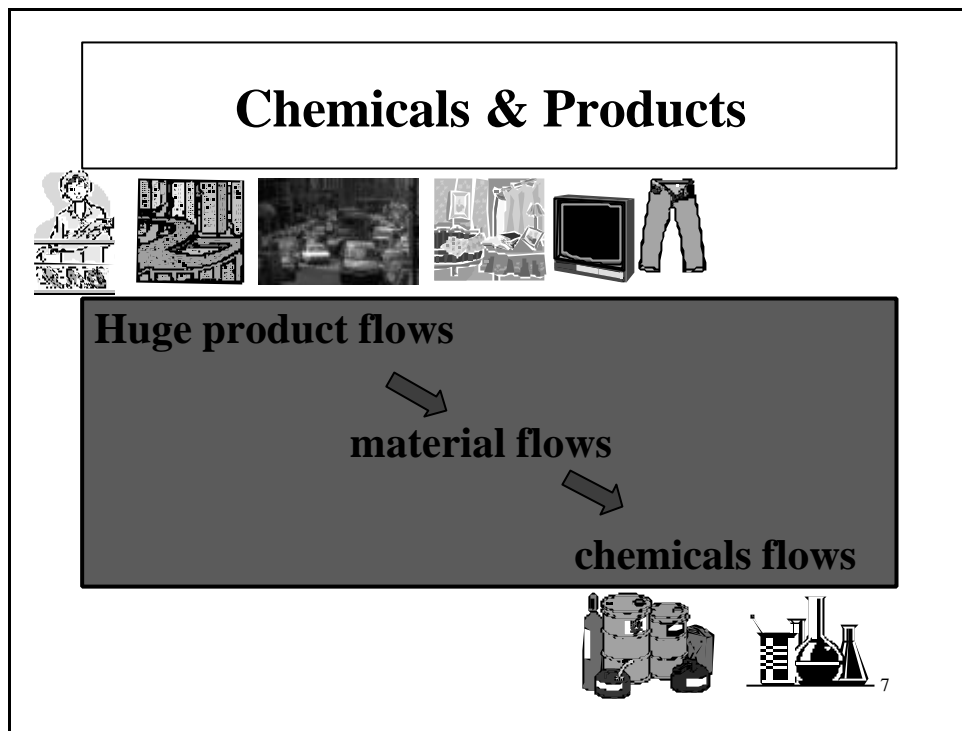 Chemicals & Products
Huge product flows
material flows
chemicals flows
7